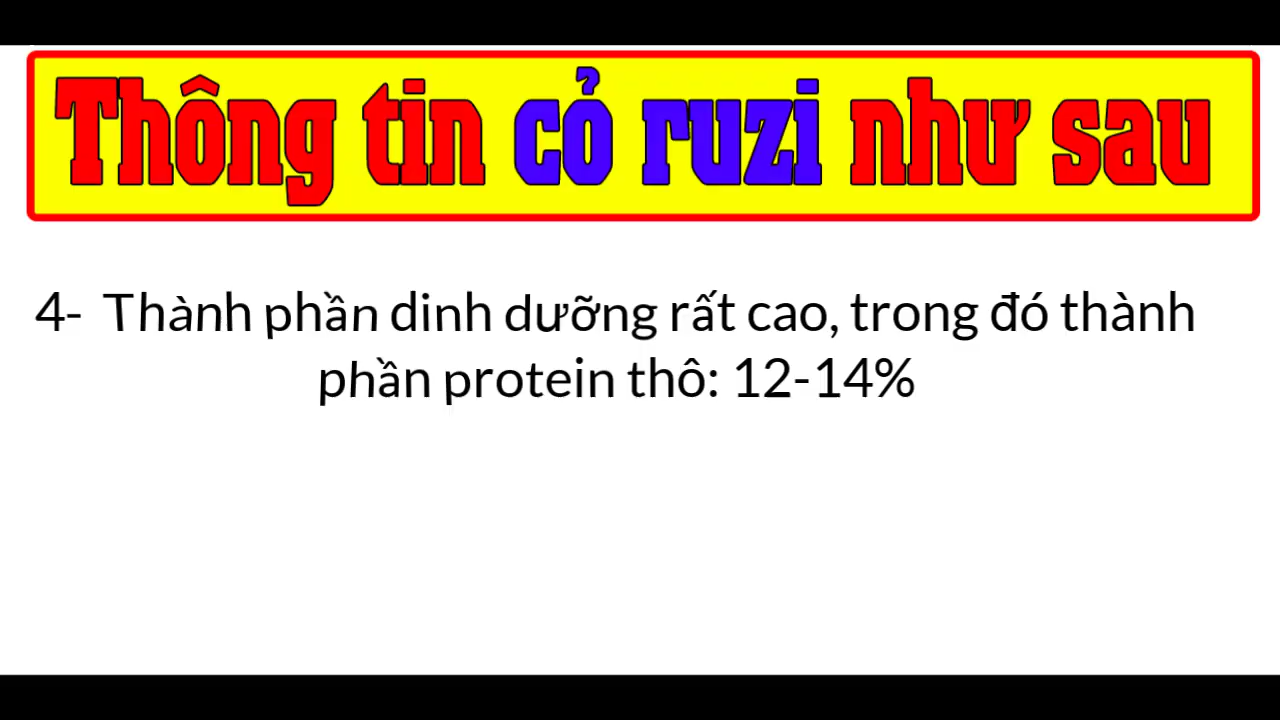 Thông tin cỏ ruzi như sau
4- Thành phần dinh dưỡng rất cao, trong đó thành
phần protein thô: 12-14%